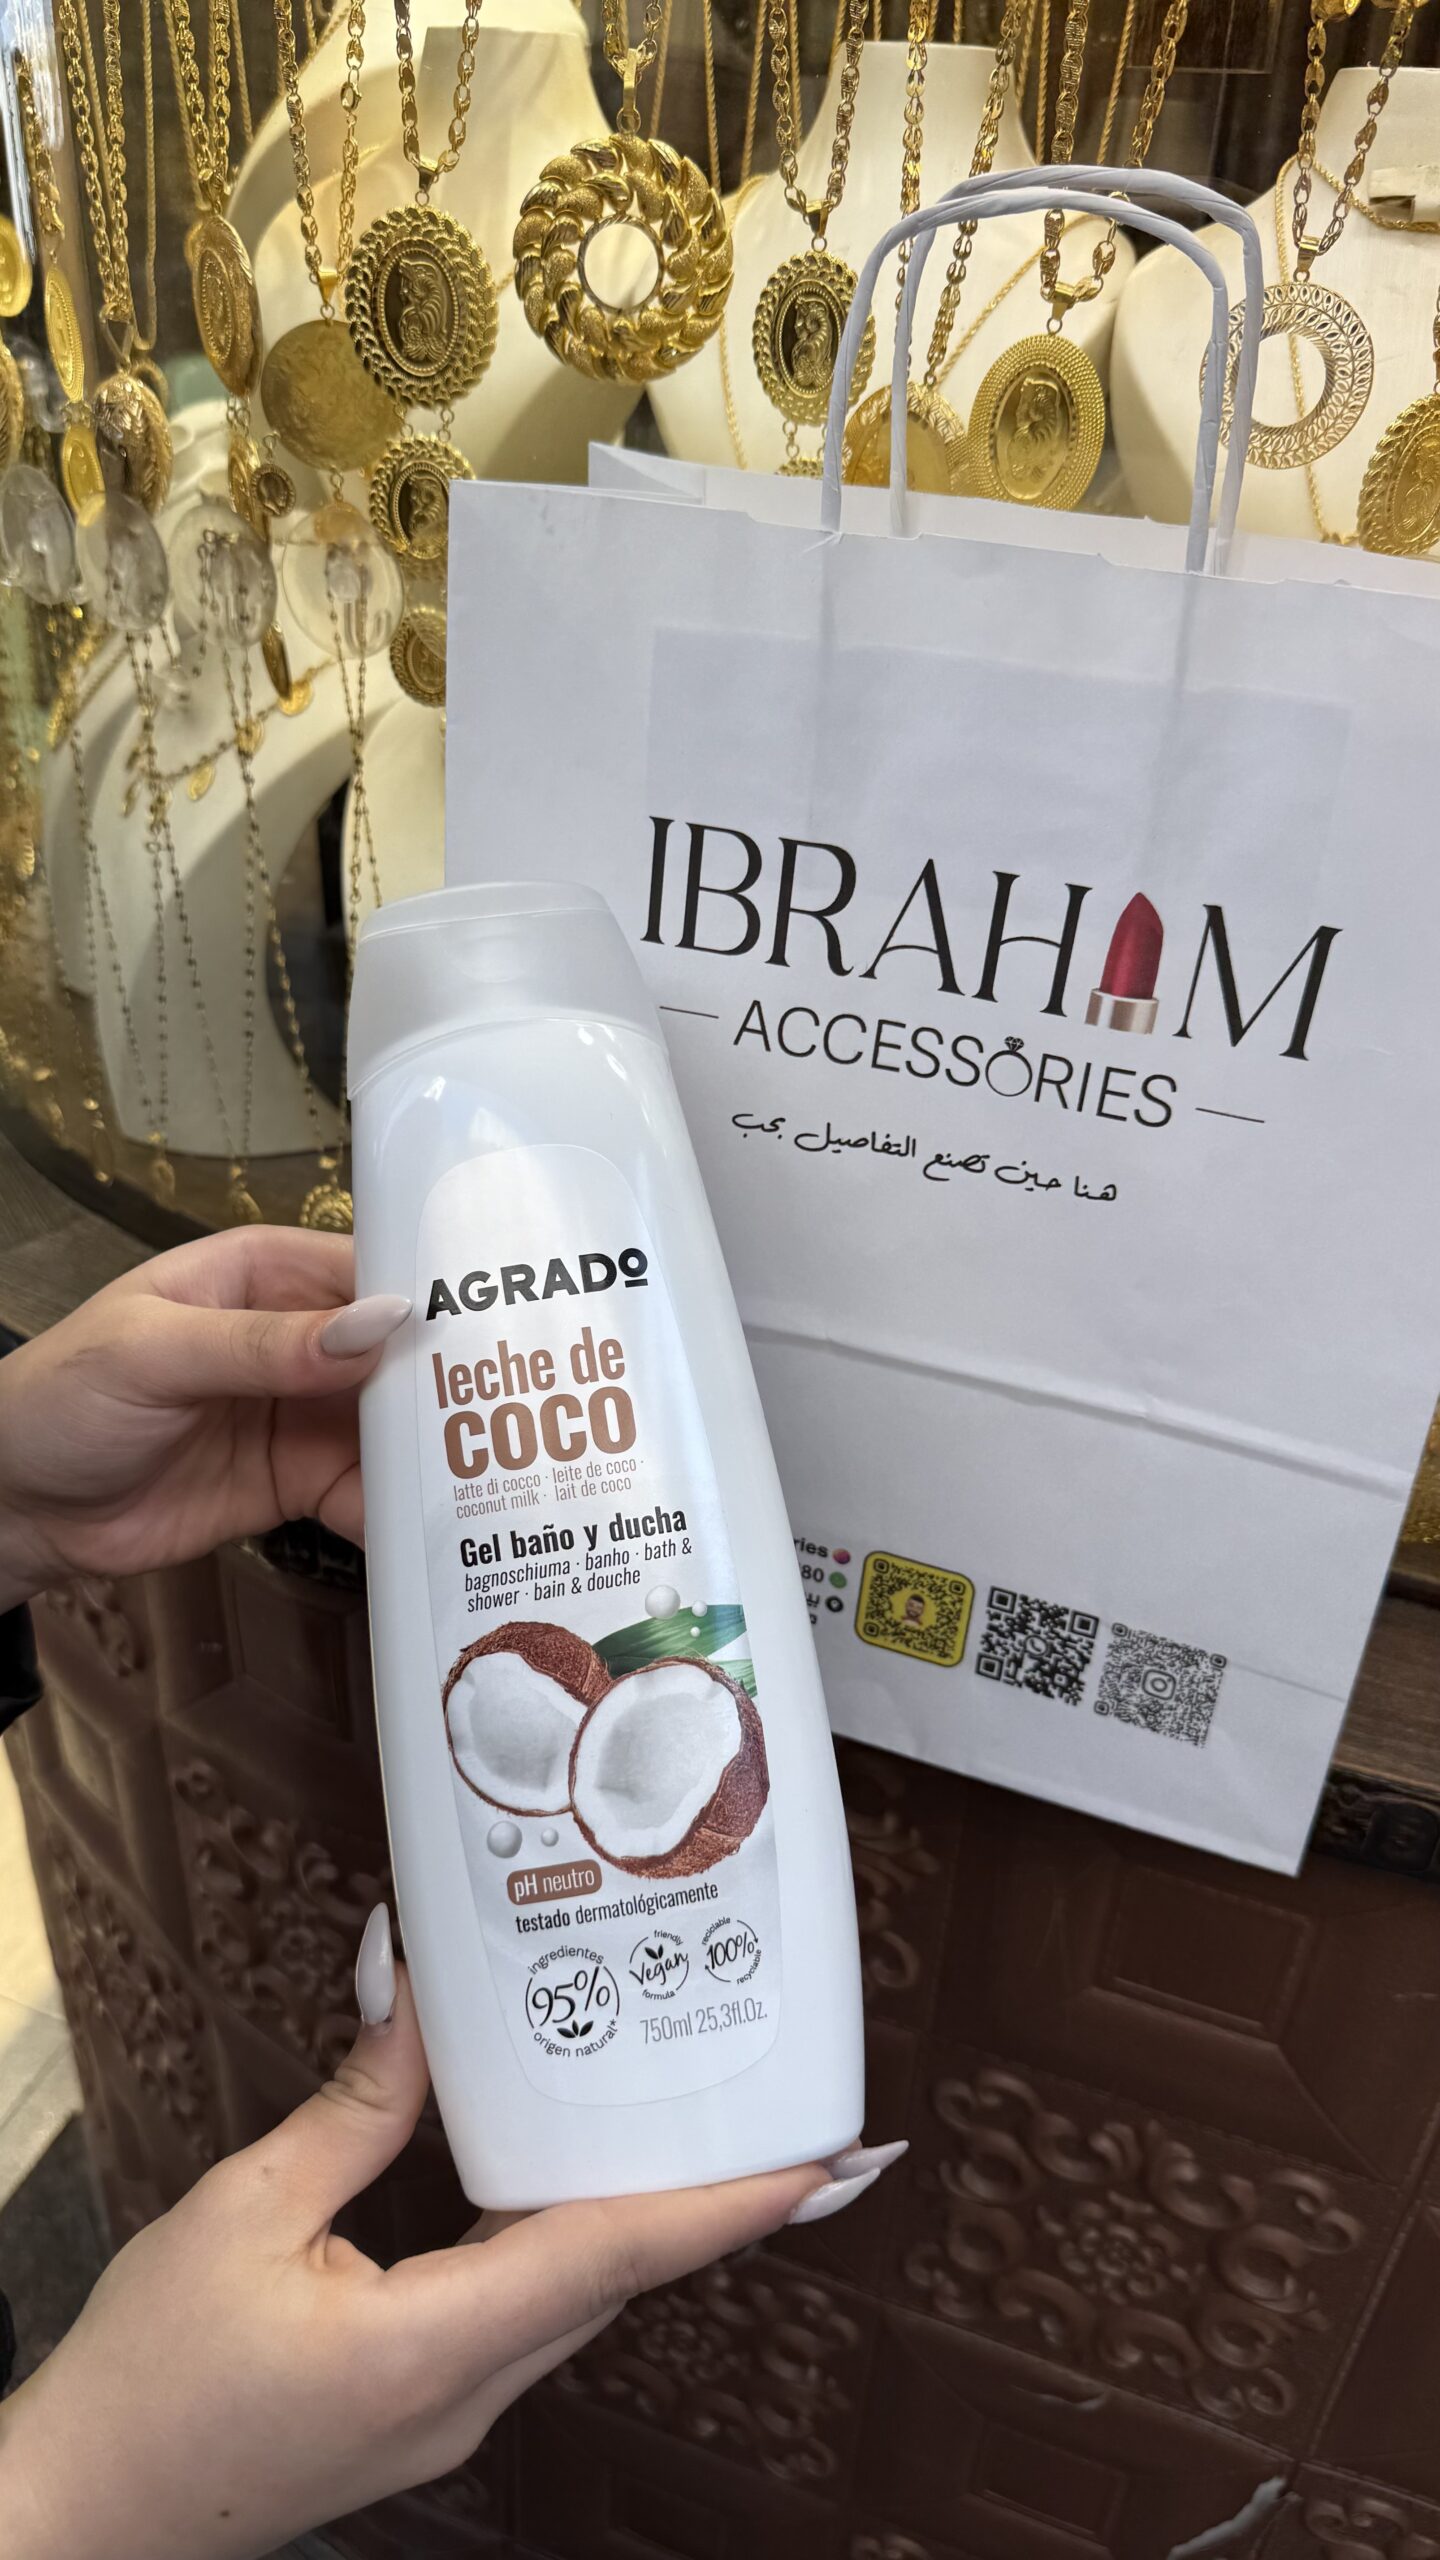 IBRAHIM
ACCESSORIES
هنا حين تصنع التفاصيل بحب
AGRADO
leche de
coco
latte di cocco · leite de coco ·
coconut milk · lait de coco
Gel baño y ducha
bagnoschiuma · banho · bath &
shower · bain & douche
pH neutro
testado dermatológicamente
ingredientes
95%
origen natural*
friendly
Vegan
formula
reciclable
100%
recyclable
750ml 25,3fl.Oz.
ries
80